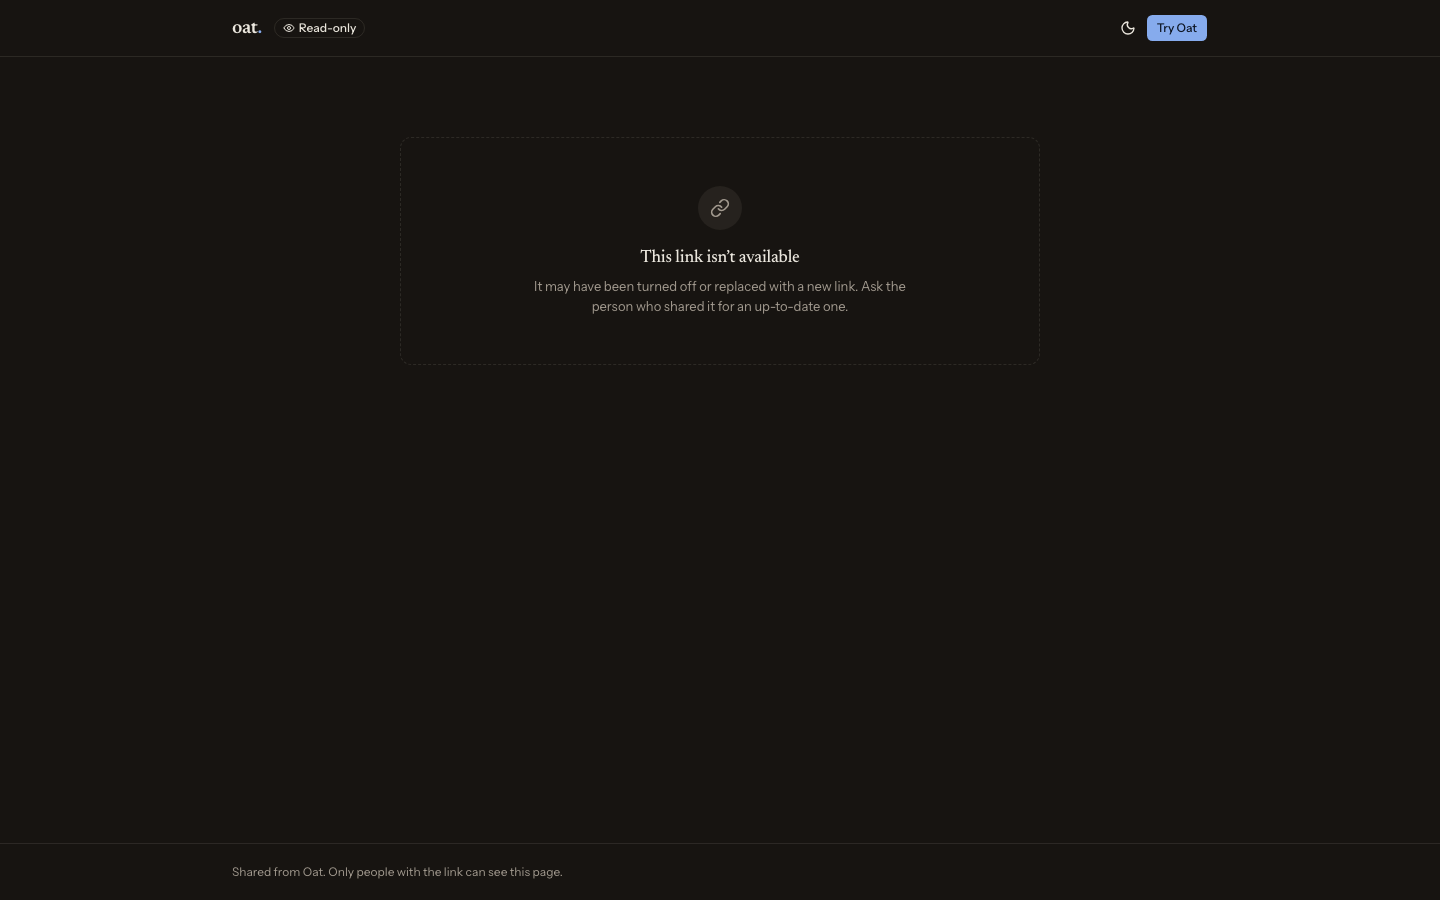 oat.
Read-only
Try Oat
This link isn’t available
It may have been turned off or replaced with a new link. Ask the
person who shared it for an up-to-date one.
Shared from Oat. Only people with the link can see this page.